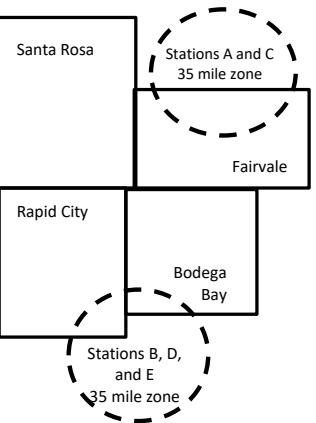 Santa Rosa
Stations A and C
35 mile zone
Fairvale
Rapid City
Bodega
Bay
Stations B, D,
and E
35 mile zone